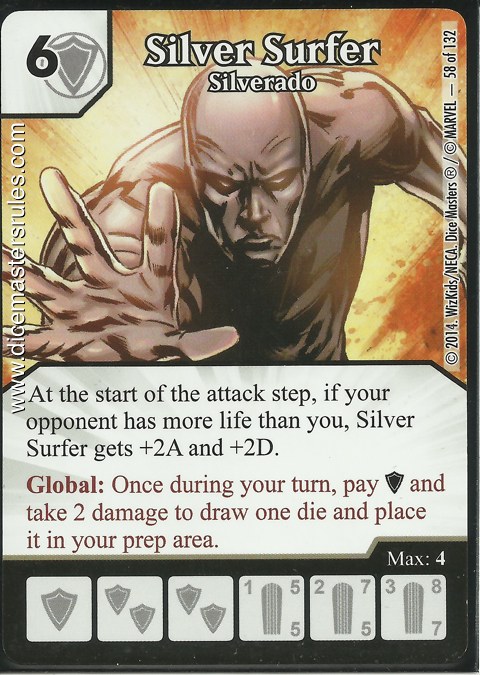 6
Silver Surfer
Silverado
58 of 132
© 2014. WizKids/NECA. Dice Masters ® / © MARVEL —
www.dicemastersrules.com
At the start of the attack step, if your
opponent has more life than you, Silver
Surfer gets +2A and +2D.
Global: Once during your turn, pay and
take 2 damage to draw one die and place
it in your prep area.
Max: 4
1 5 5
2 7 5
3 8 7